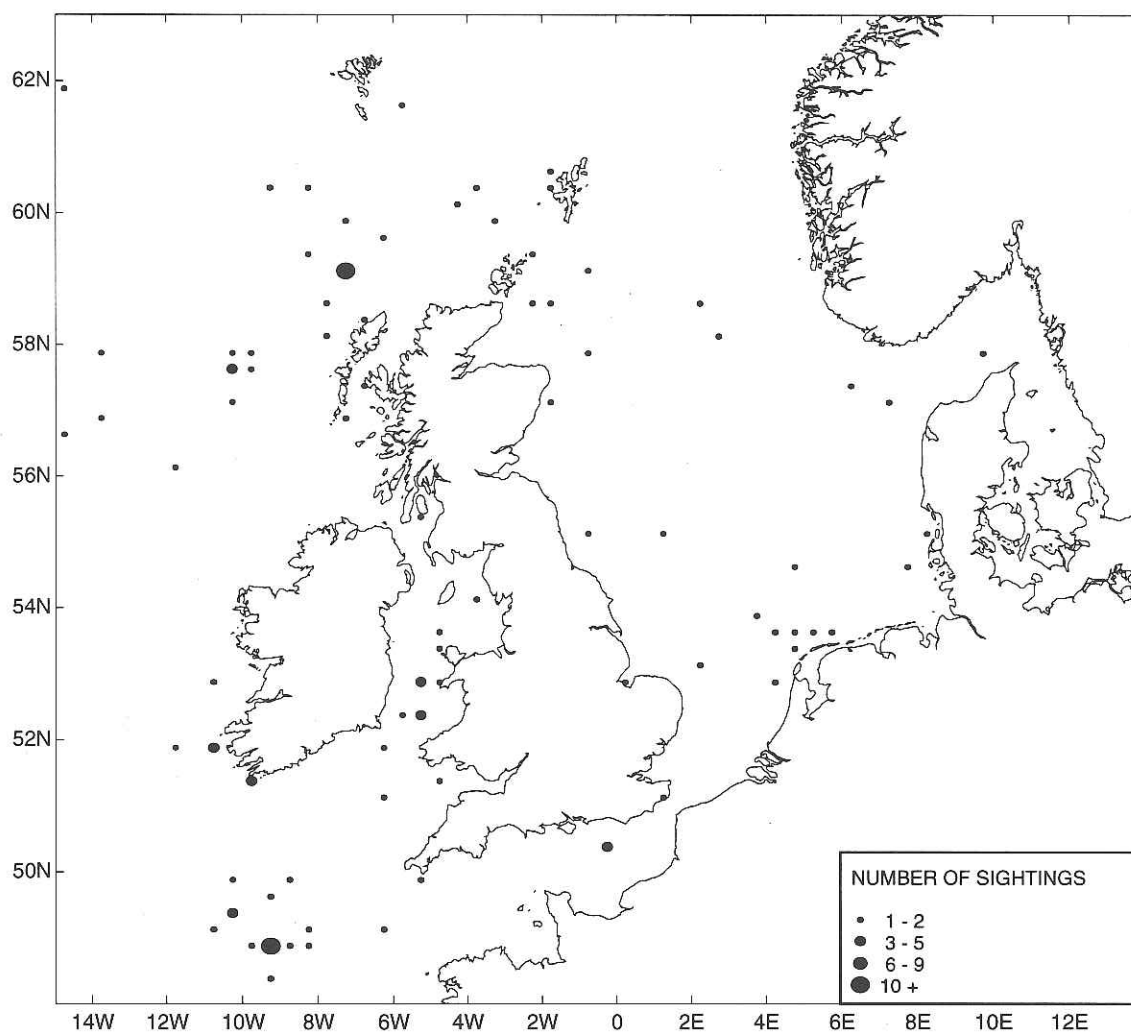 62N
60N
58N
56N
54N
52N
50N
NUMBER OF SIGHTINGS
1 - 2
3 - 5
6 - 9
10 +
14W 12W 10W 8W 6W 4W 2W 0 2E 4E 6E 8E 10E 12E